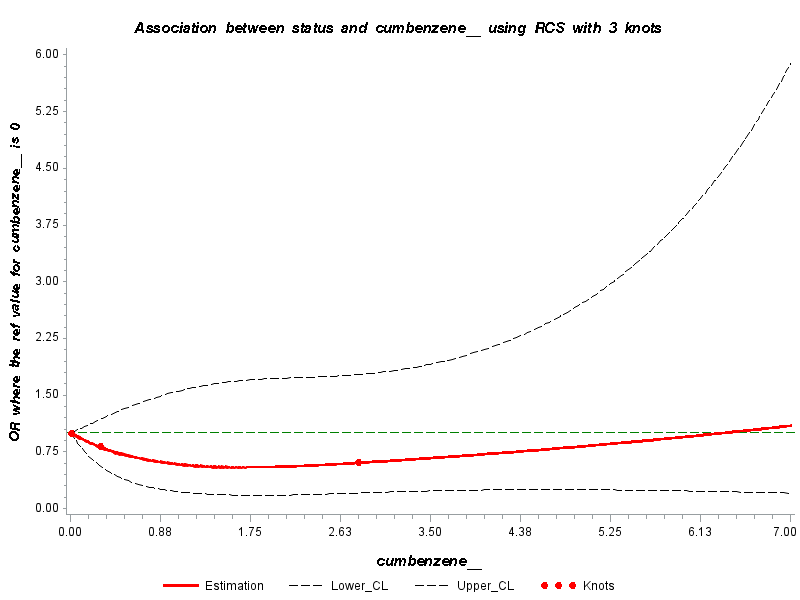 Association between status and cumbenzene__ using RCS with 3 knots
OR where the ref value for cumbenzene__ is 0
6.00
5.25
4.50
3.75
3.00
2.25
1.50
0.75
0.00
0.00 0.88 1.75 2.63 3.50 4.38 5.25 6.13 7.00
cumbenzene__
Estimation Lower_CL Upper_CL Knots